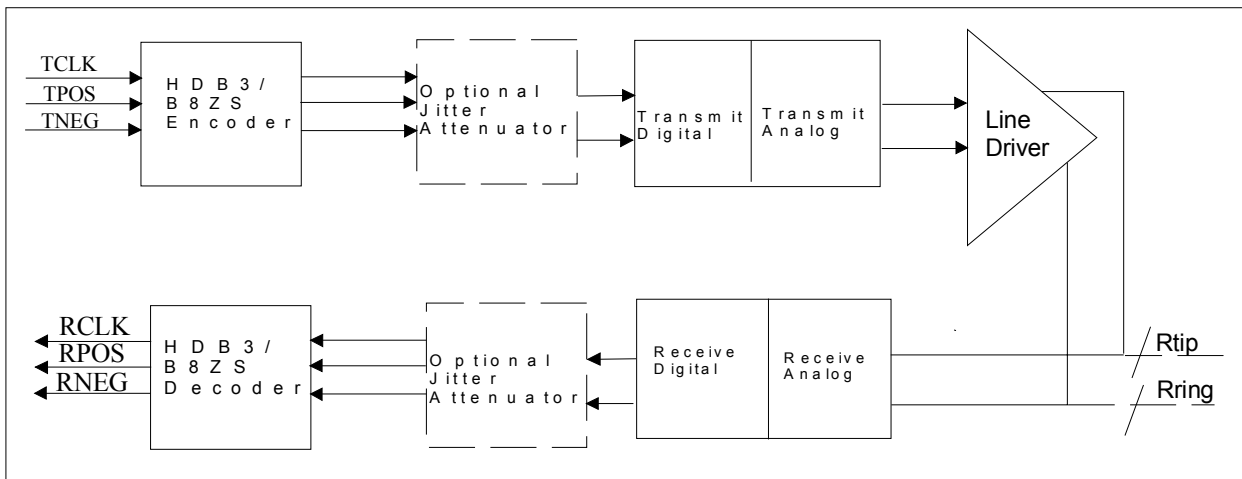 TCLK
TPOS
TNEG
HDB3/
B8ZS
Encoder
Optional
Jitter
Attenuator
Transmit
Digital
Transmit
Analog
Line
Driver
RCLK
RPOS
RNEG
HDB3/
B8ZS
Decoder
Optional
Jitter
Attenuator
Receive
Digital
Receive
Analog
Rtip
Rring